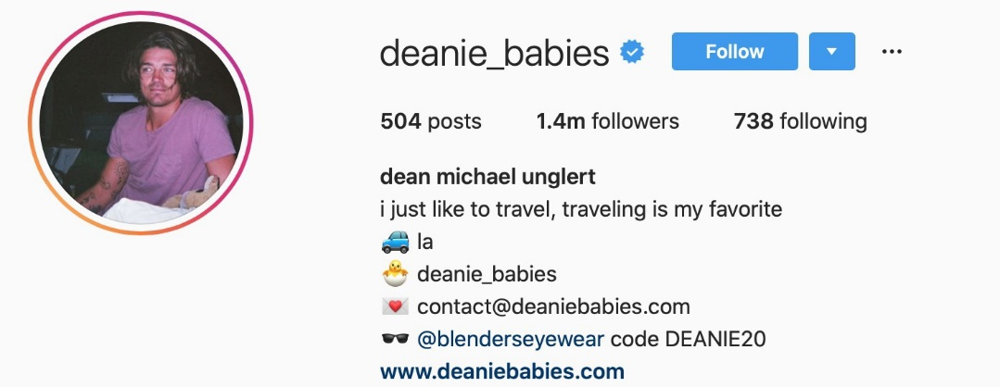 deanie_babies Follow
504 posts 1.4m followers 738 following
dean michael unglert
i just like to travel, traveling is my favorite
🚙 la
🐣 deanie_babies
💌 contact@deaniebabies.com
🕶 @blenderseyewear code DEANIE20
www.deaniebabies.com